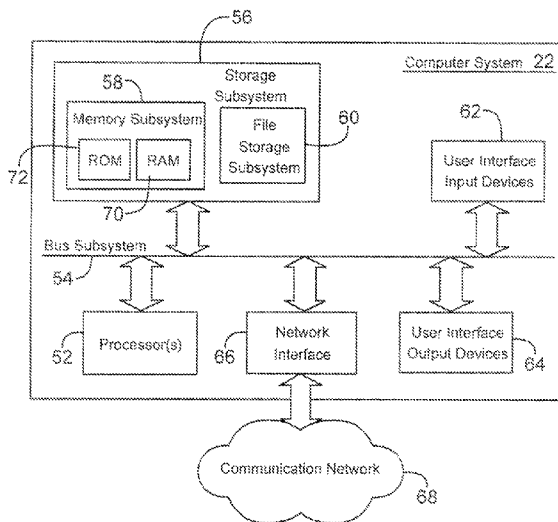 56
Computer System 22
Storage
Subsystem
58
Memory Subsystem
ROM
RAM
72
70
File
Storage
Subsystem
60
62
User Interface
Input Devices
Bus Subsystem
54
52
Processor(s)
66
Network
Interface
User Interface
Output Devices
64
Communication Network
68